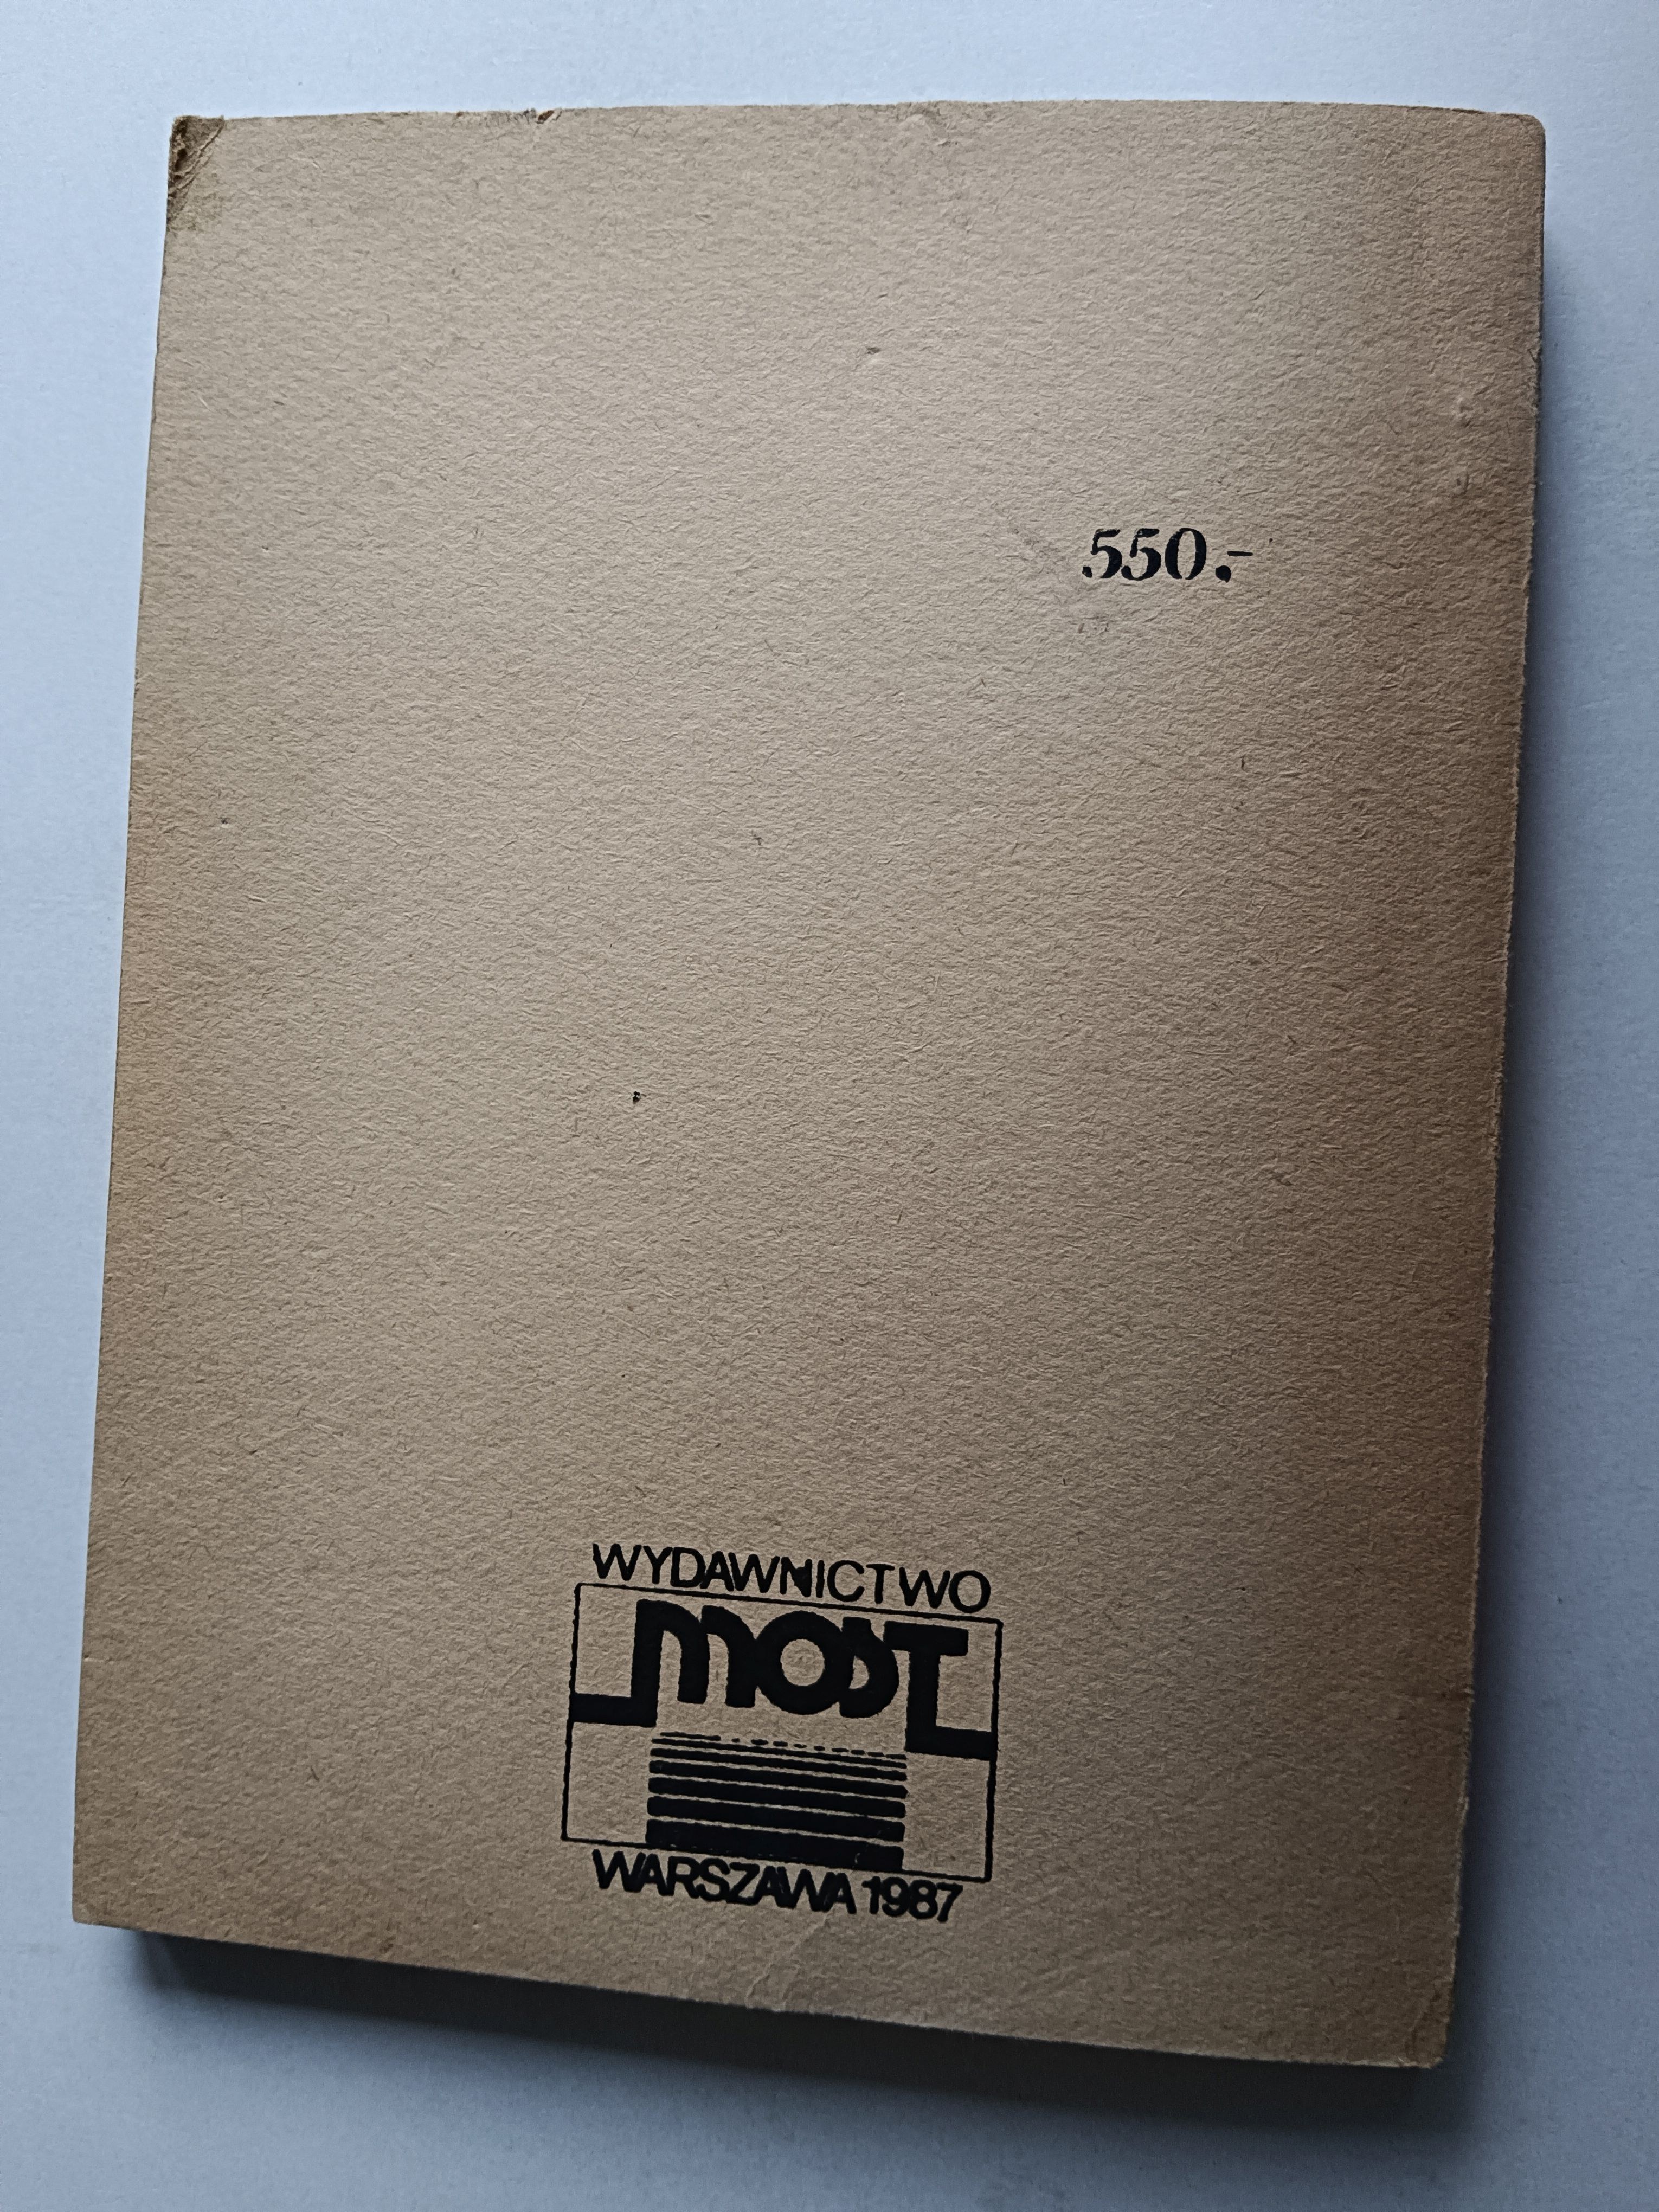 550.-
WYDAWNICTWO
MOST
WARSZAWA 1987